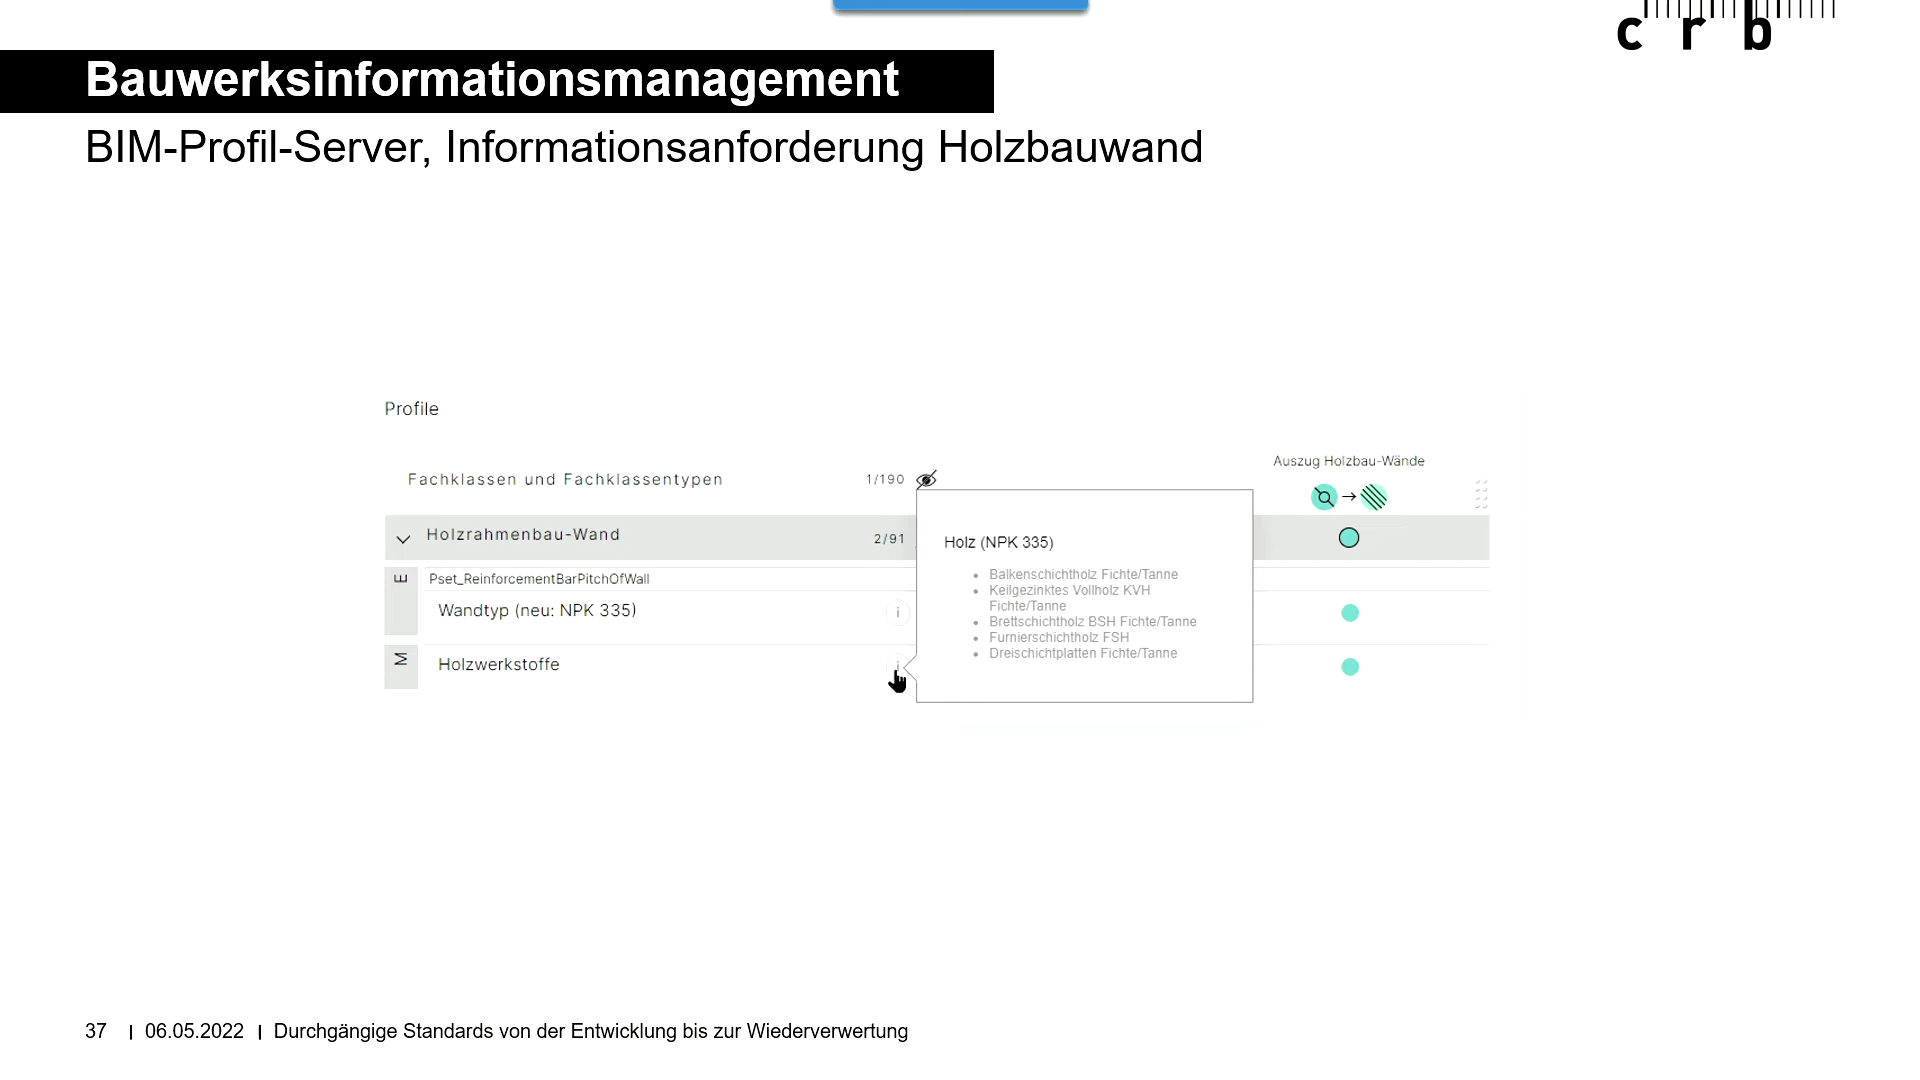 crb
Bauwerksinformationsmanagement
BIM-Profil-Server, Informationsanforderung Holzbauwand
Profile
Auszug Holzbau-Wände
Fachklassen und Fachklassentypen 1/190
Holzrahmenbau-Wand 2/91
E
Pset_ReinforcementBarPitchOfWall
Wandtyp (neu: NPK 335) i
M
Holzwerkstoffe i
Holz (NPK 335)
• Balkenschichtholz Fichte/Tanne
• Keilgezinktes Vollholz KVH
Fichte/Tanne
• Brettschichtholz BSH Fichte/Tanne
• Furnierschichtholz FSH
• Dreischichtplatten Fichte/Tanne
37 | 06.05.2022 | Durchgängige Standards von der Entwicklung bis zur Wiederverwertung